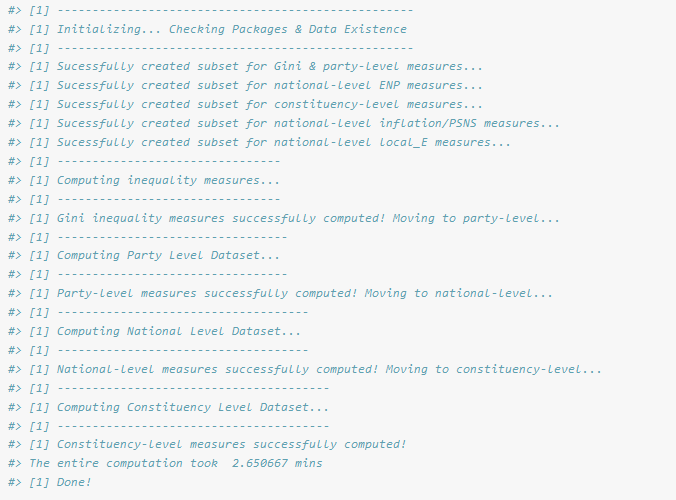 #> [1] ---------------------------------------------------
#> [1] Initializing... Checking Packages & Data Existence
#> [1] ---------------------------------------------------
#> [1] Sucessfully created subset for Gini & party-level measures...
#> [1] Sucessfully created subset for national-level ENP measures...
#> [1] Sucessfully created subset for constituency-level measures...
#> [1] Sucessfully created subset for national-level inflation/PSNS measures...
#> [1] Sucessfully created subset for national-level local_E measures...
#> [1] --------------------------------
#> [1] Computing inequality measures...
#> [1] --------------------------------
#> [1] Gini inequality measures successfully computed! Moving to party-level...
#> [1] ---------------------------------
#> [1] Computing Party Level Dataset...
#> [1] ---------------------------------
#> [1] Party-level measures successfully computed! Moving to national-level...
#> [1] ------------------------------------
#> [1] Computing National Level Dataset...
#> [1] ------------------------------------
#> [1] National-level measures successfully computed! Moving to constituency-level...
#> [1] ---------------------------------------
#> [1] Computing Constituency Level Dataset...
#> [1] ---------------------------------------
#> [1] Constituency-level measures successfully computed!
#> The entire computation took  2.650667 mins
#> [1] Done!